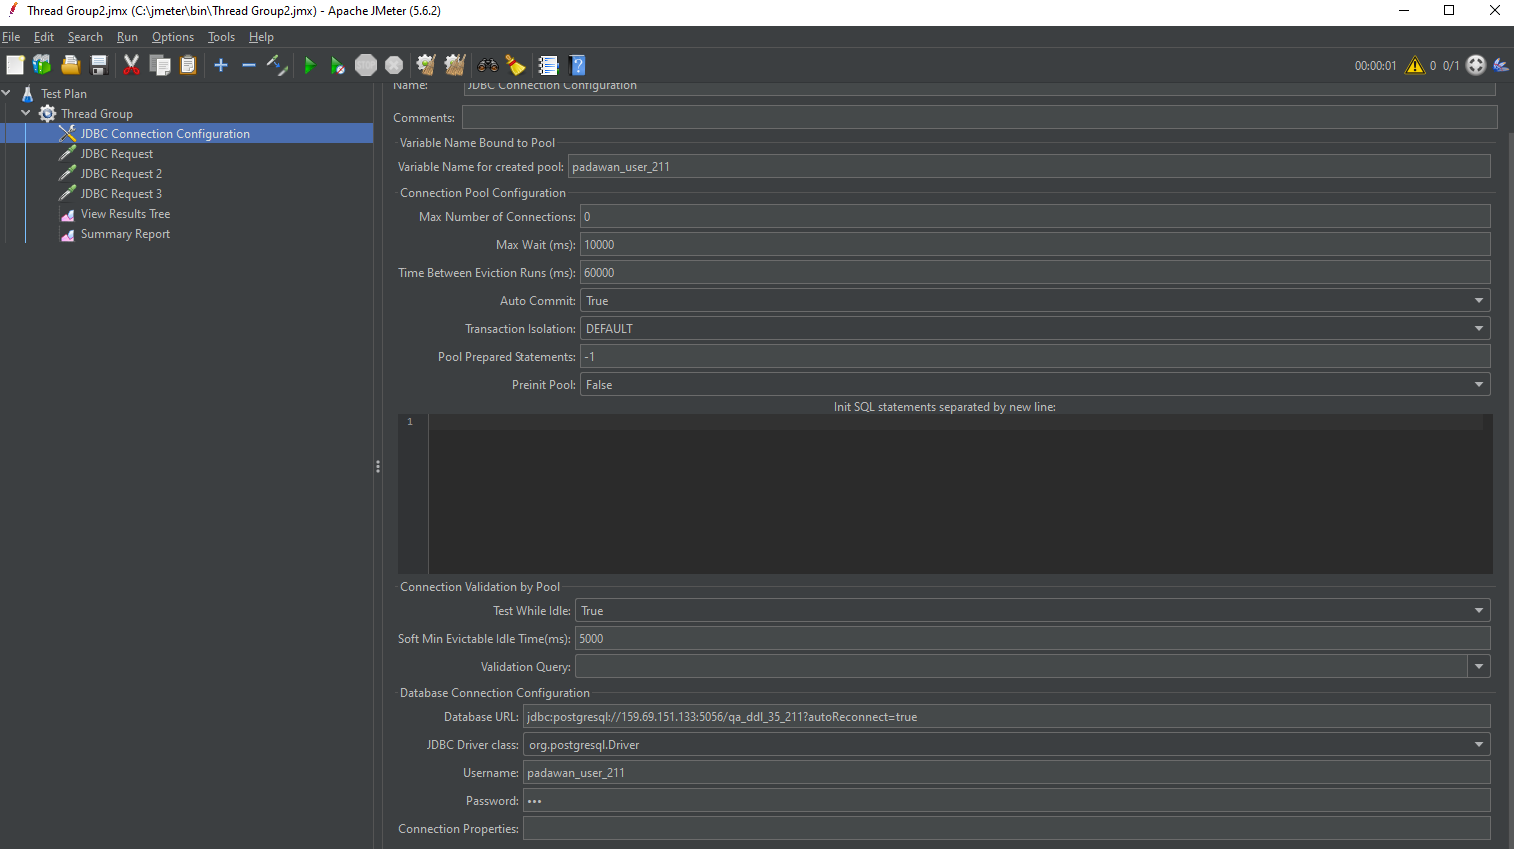 Thread Group2.jmx (C:\jmeter\bin\Thread Group2.jmx) - Apache JMeter (5.6.2)
File Edit Search Run Options Tools Help
STOP
00:00:01 0 0/1
Test Plan
Thread Group
JDBC Connection Configuration
JDBC Request
JDBC Request 2
JDBC Request 3
View Results Tree
Summary Report
Name: JDBC Connection Configuration
Comments:
Variable Name Bound to Pool
Variable Name for created pool: padawan_user_211
Connection Pool Configuration
Max Number of Connections: 0
Max Wait (ms): 10000
Time Between Eviction Runs (ms): 60000
Auto Commit: True
Transaction Isolation: DEFAULT
Pool Prepared Statements: -1
Preinit Pool: False
Init SQL statements separated by new line:
1
Connection Validation by Pool
Test While Idle: True
Soft Min Evictable Idle Time(ms): 5000
Validation Query:
Database Connection Configuration
Database URL: jdbc:postgresql://159.69.151.133:5056/qa_ddl_35_211?autoReconnect=true
JDBC Driver class: org.postgresql.Driver
Username: padawan_user_211
Password: •••
Connection Properties: